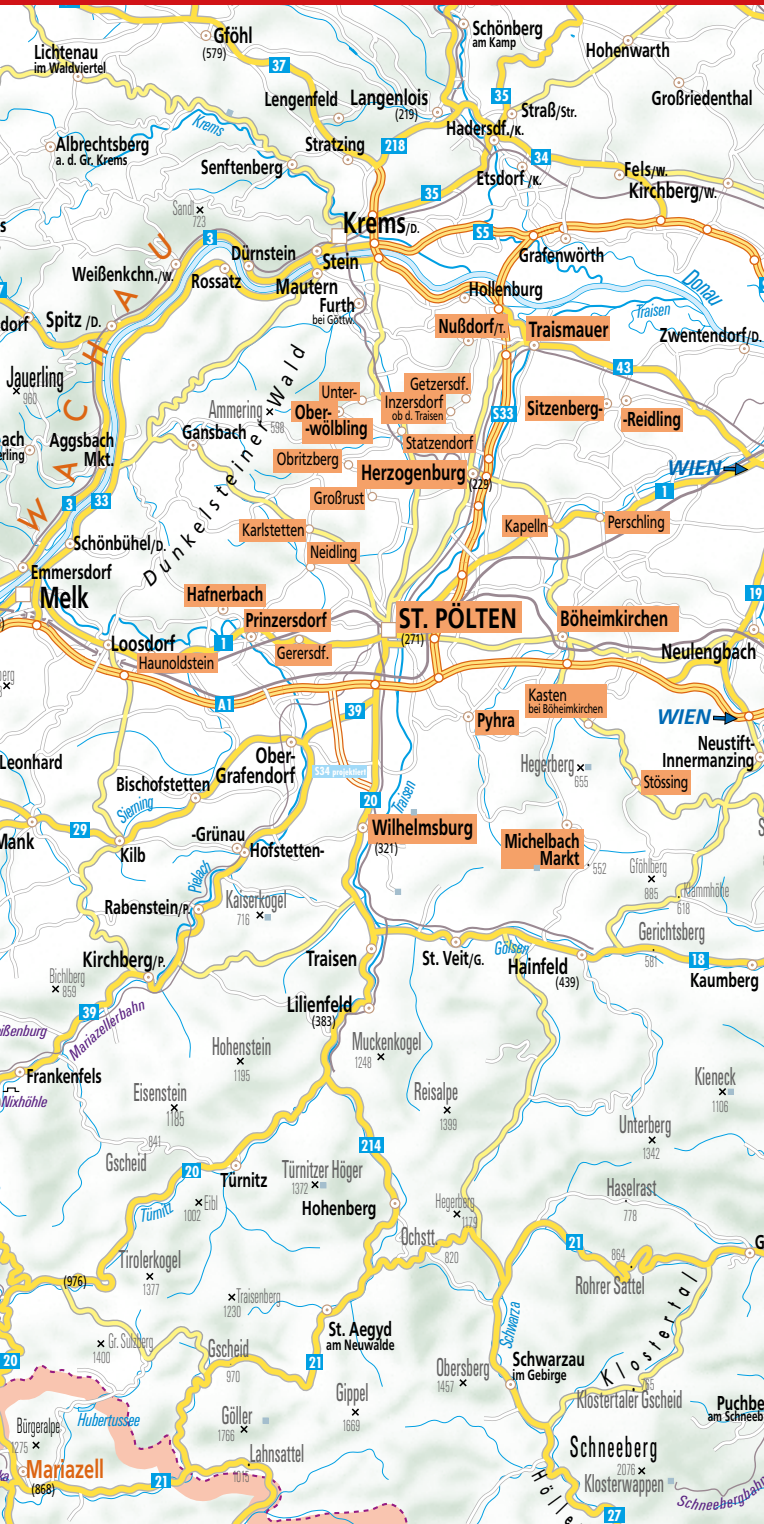 Schönberg
am Kamp
Gföhl
(579)
Hohenwarth
Lichtenau
im Waldviertel
37
Lengenfeld
Langenlois
(219)
35
Straß/Str.
Großriedenthal
Krems
Hadersdf./K.
Albrechtsberg
a. d. Gr. Krems
Stratzing
218
34
Senftenberg
Etsdorf /K.
Fels/W.
Kirchberg/W.
35
Sandl
723
Krems/D.
S5
3
Dürnstein
Stein
Grafenwörth
Weißenkchn./W.
Rossatz
Mautern
Hollenburg
Donau
WACHAU
Furth
bei Göttw.
Traisen
dorf
Spitz /D.
Nußdorf/T.
Traismauer
Zwentendorf/D.
Jauerling
960
43
Dunkelsteiner Wald
Unter-
Ober-
-wölbling
Getzersdf.
Inzersdorf
ob d. Traisen
Ammering
598
S33
Sitzenberg-
-Reidling
Gansbach
Statzendorf
ach
erling
Aggsbach
Mkt.
Obritzberg
Herzogenburg
(229)
WIEN
1
Großrust
3
33
Karlstetten
Kapelln
Perschling
Schönbühel/D.
Neidling
Emmersdorf
Melk
Hafnerbach
19
Prinzersdorf
ST. PÖLTEN
(271)
Böheimkirchen
Loosdorf
1
Gerersdf.
Neulengbach
Haunoldstein
A1
39
Kasten
bei Böheimkirchen
Pyhra
WIEN
Leonhard
Ober-
Grafendorf
Neustift-
Innermanzing
S34 projektiert
Hegerberg
655
Bischofstetten
Stössing
Sierning
20
Traisen
29
Mank
-Grünau
Wilhelmsburg
(321)
Michelbach
Markt
Kilb
Hofstetten-
552
Pielach
Gföhlberg
885
Rabenstein/P.
Kaiserkogel
716
Klammhöhe
618
Gerichtsberg
581
Kirchberg/P.
Traisen
St. Veit/G.
Gölsen
Hainfeld
(439)
18
Kaumberg
Bichlberg
859
39
Lilienfeld
(383)
Mariazellerbahn
ißenburg
Hohenstein
1195
Muckenkogel
1248
Frankenfels
Nixhöhle
Eisenstein
1185
Reisalpe
1399
Kieneck
1106
841
Gscheid
214
Unterberg
1342
20
Türnitz
Türnitzer Höger
1372
Haselrast
778
Eibl
1002
Türnitz
Hohenberg
Hegerberg
1179
Ochstt.
820
21
864
Tirolerkogel
1377
(976)
Rohrer Sattel
Traisenberg
1230
Klostertal
St. Aegyd
am Neuwalde
Schwarza
Gr. Sulzberg
1400
Gscheid
970
21
Obersberg
1457
Schwarzau
im Gebirge
20
Gippel
1669
Klostertaler Gscheid
Puchbe
am Schneeb
Hubertussee
Göller
1766
Bürgeralpe
1275
Lahnsattel
1015
Schneeberg
2076
Klosterwappen
Mariazell
(868)
21
Hölle
Schneebergbahn
27